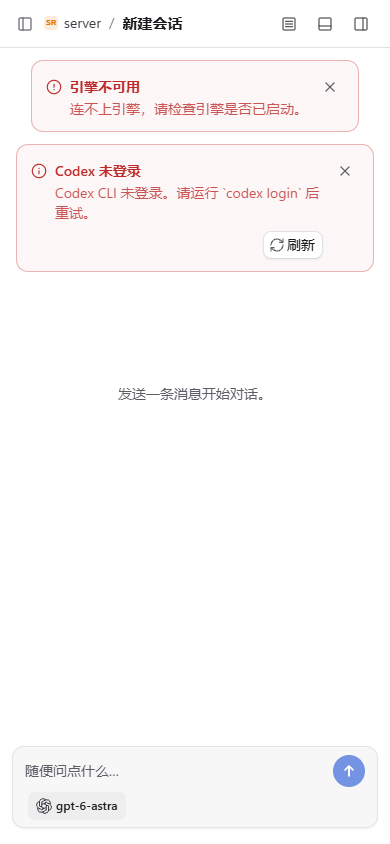 SR server / 新建会话
引擎不可用
连不上引擎，请检查引擎是否已启动。
Codex 未登录
Codex CLI 未登录。请运行 `codex login` 后
重试。
刷新
发送一条消息开始对话。
随便问点什么...
gpt-6-astra